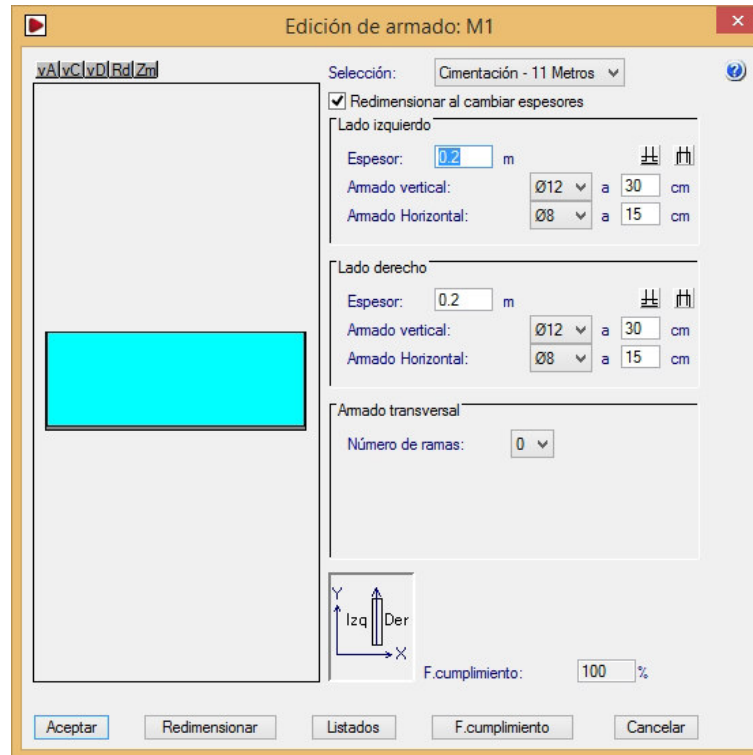 Edición de armado: M1
vA vC vD Rd Zm
Selección: Cimentación - 11 Metros
Redimensionar al cambiar espesores
Lado izquierdo
Espesor: 0.2 m
Armado vertical: Ø12 a 30 cm
Armado Horizontal: Ø8 a 15 cm
Lado derecho
Espesor: 0.2 m
Armado vertical: Ø12 a 30 cm
Armado Horizontal: Ø8 a 15 cm
Armado transversal
Número de ramas: 0
Y
Izq Der
X
F.cumplimiento: 100 %
Aceptar Redimensionar Listados F.cumplimiento Cancelar